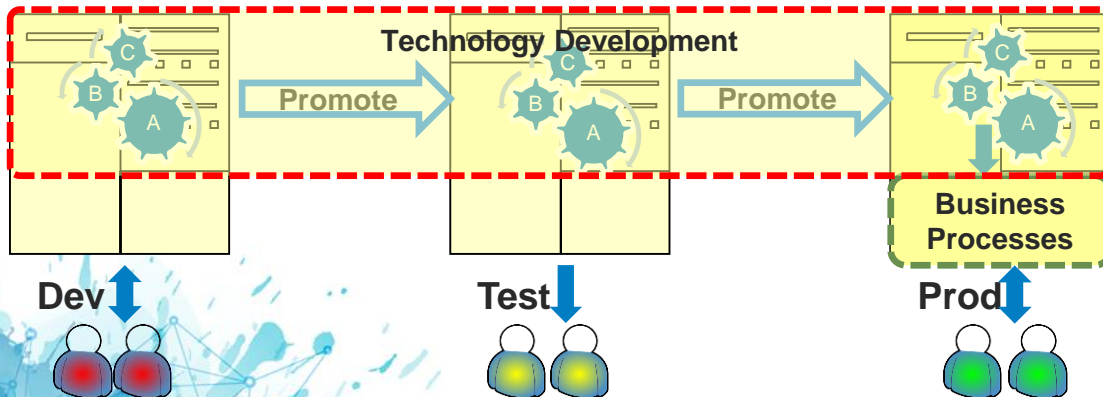 Technology Development
C
B
A
Promote
C
B
A
Promote
C
B
A
Business
Processes
Dev
Test
Prod